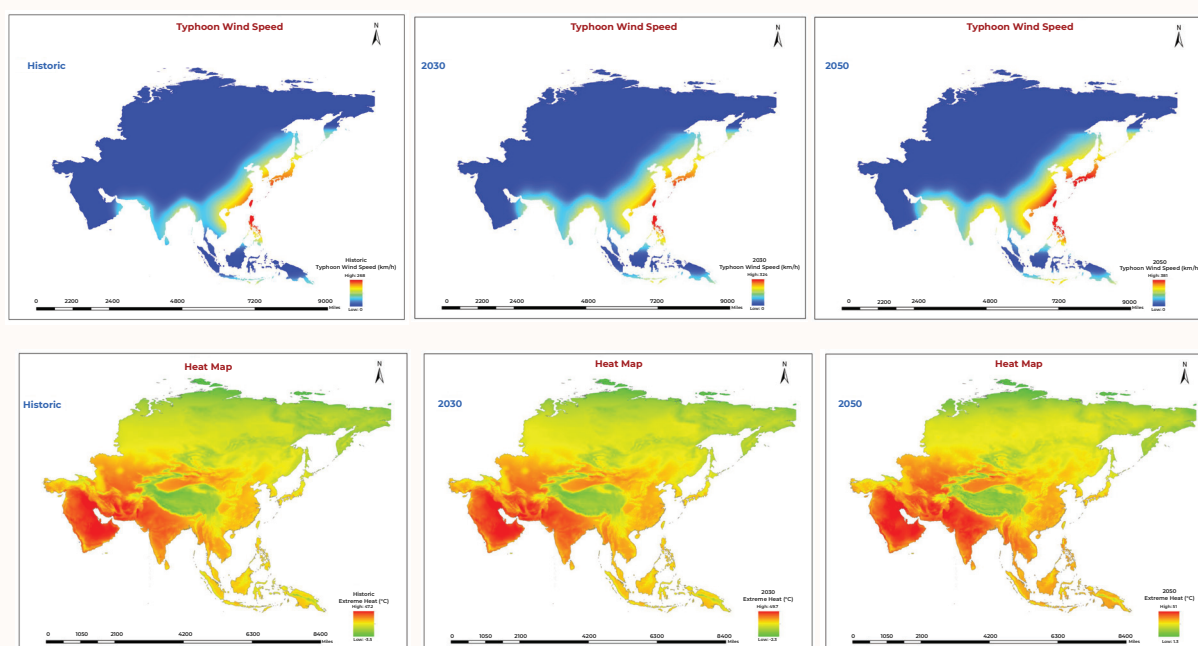 Typhoon Wind Speed
N
Historic
Historic
Typhoon Wind Speed (km/h)
High: 268
Low: 0
0 2200 2400 4800 7200 9000
Miles
Typhoon Wind Speed
N
2030
2030
Typhoon Wind Speed (km/h)
High: 324
Low: 0
0 2200 2400 4800 7200 9000
Miles
Typhoon Wind Speed
N
2050
2050
Typhoon Wind Speed (km/h)
High: 381
Low: 0
0 2200 2400 4800 7200 9000
Miles
Heat Map
N
Historic
Historic
Extreme Heat (°C)
High: 47.2
0 1050 2100 4200 6300 8400
Miles
Heat Map
N
2030
2030
Extreme Heat (°C)
High: 49.7
Low: -2.5
0 1050 2100 4200 6300 8400
Miles
Heat Map
N
2050
2050
Extreme Heat (°C)
High: 51
Low: 1.3
0 1050 2100 4200 6300 8400
Miles